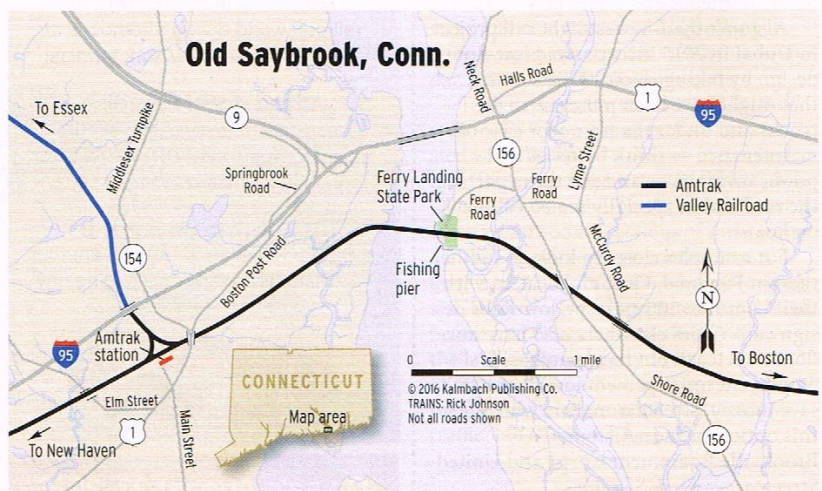 Old Saybrook, Conn.
To Essex
Middlesex Turnpike
9
Springbrook
Road
Neck Road
Halls Road
1
95
156
Ferry Landing
State Park
Ferry
Road
Ferry
Road
Lyme Street
Amtrak
Valley Railroad
154
Boston Post Road
Fishing
pier
McCurdy Road
N
95
Amtrak
station
Elm Street
1
Main Street
To New Haven
CONNECTICUT
Map area
0 Scale 1 mile
© 2016 Kalmbach Publishing Co.
TRAINS: Rick Johnson
Not all roads shown
To Boston
Shore Road
156